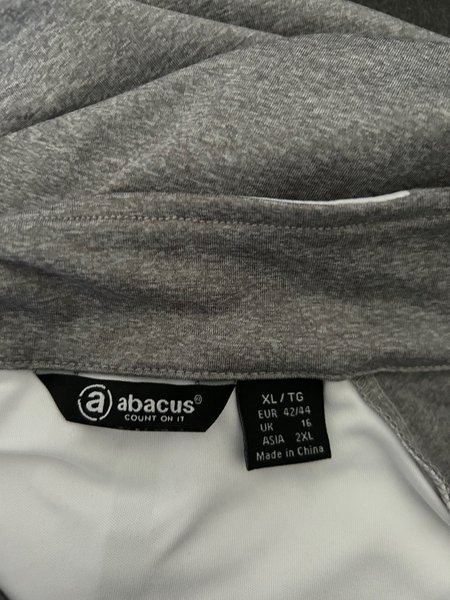 abacus®
COUNT ON IT
XL / TG
EUR 42/44
UK 16
ASIA 2XL
Made in China